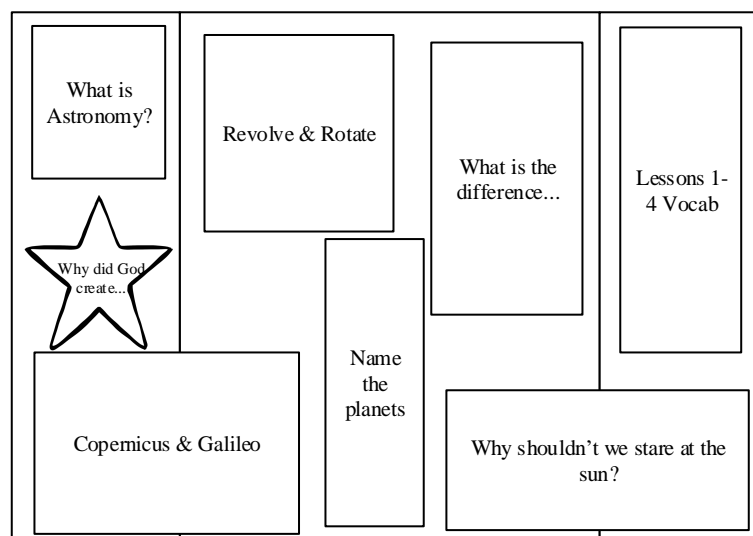 What is
Astronomy?
Revolve & Rotate
What is the
difference...
Lessons 1-
4 Vocab
Why did God
create...
Name
the
planets
Copernicus & Galileo
Why shouldn’t we stare at the
sun?